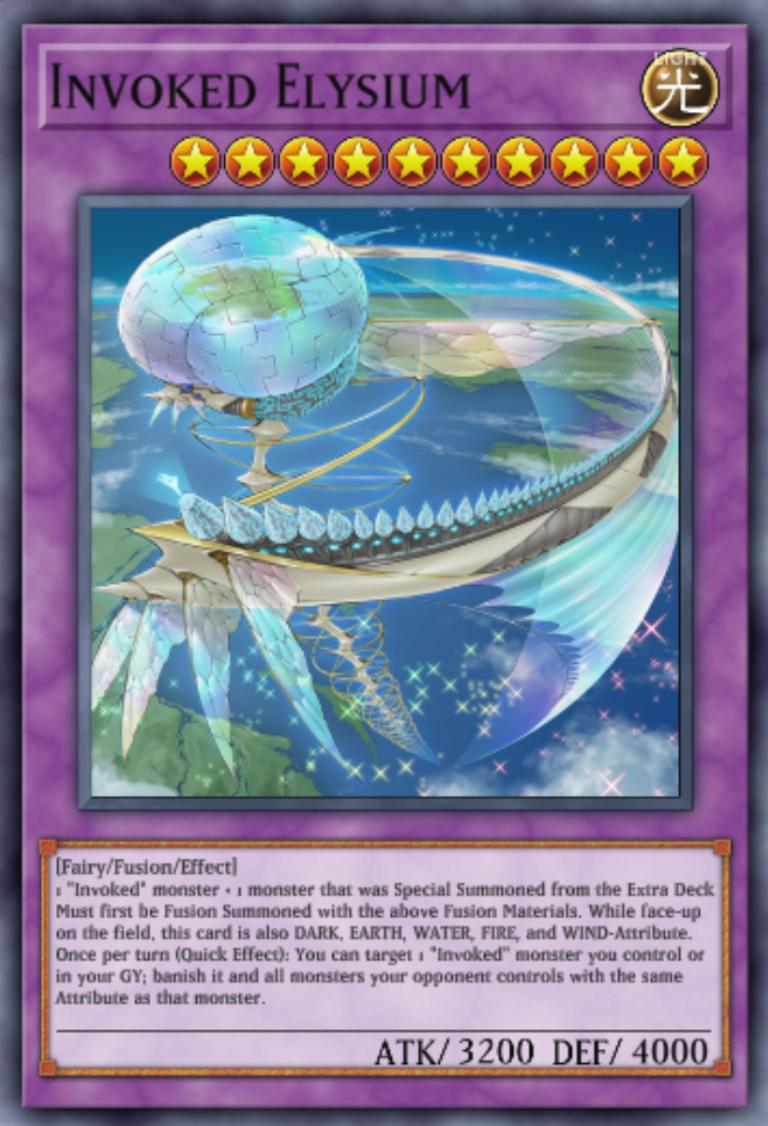 INVOKED ELYSIUM
LIGHT
光
[Fairy/Fusion/Effect]
1 "Invoked" monster + 1 monster that was Special Summoned from the Extra Deck
Must first be Fusion Summoned with the above Fusion Materials. While face-up
on the field, this card is also DARK, EARTH, WATER, FIRE, and WIND-Attribute.
Once per turn (Quick Effect): You can target 1 "Invoked" monster you control or
in your GY; banish it and all monsters your opponent controls with the same
Attribute as that monster.
ATK/ 3200 DEF/ 4000